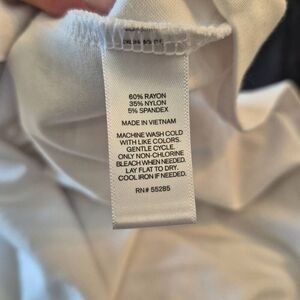 60% RAYON
35% NYLON
5% SPANDEX
MADE IN VIETNAM
MACHINE WASH COLD
WITH LIKE COLORS.
GENTLE CYCLE.
ONLY NON-CHLORINE
BLEACH WHEN NEEDED.
LAY FLAT TO DRY.
COOL IRON IF NEEDED.
RN# 55285